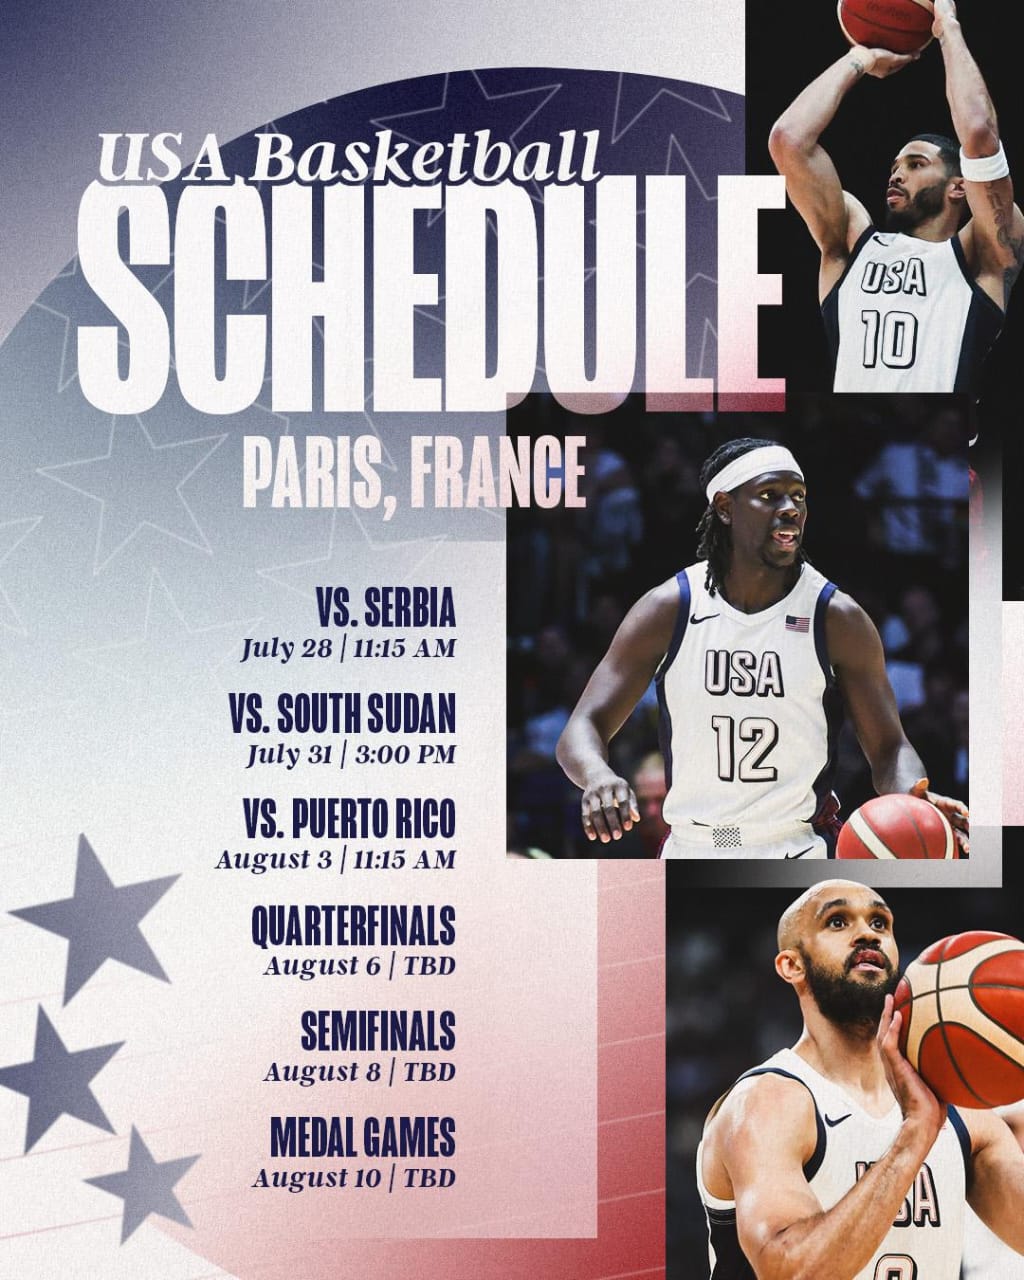 USA Basketball
SCHEDULE
PARIS, FRANCE
VS. SERBIA
July 28 | 11:15 AM
VS. SOUTH SUDAN
July 31 | 3:00 PM
VS. PUERTO RICO
August 3 | 11:15 AM
QUARTERFINALS
August 6 | TBD
SEMIFINALS
August 8 | TBD
MEDAL GAMES
August 10 | TBD
molten
USA
10
USA
12
USA